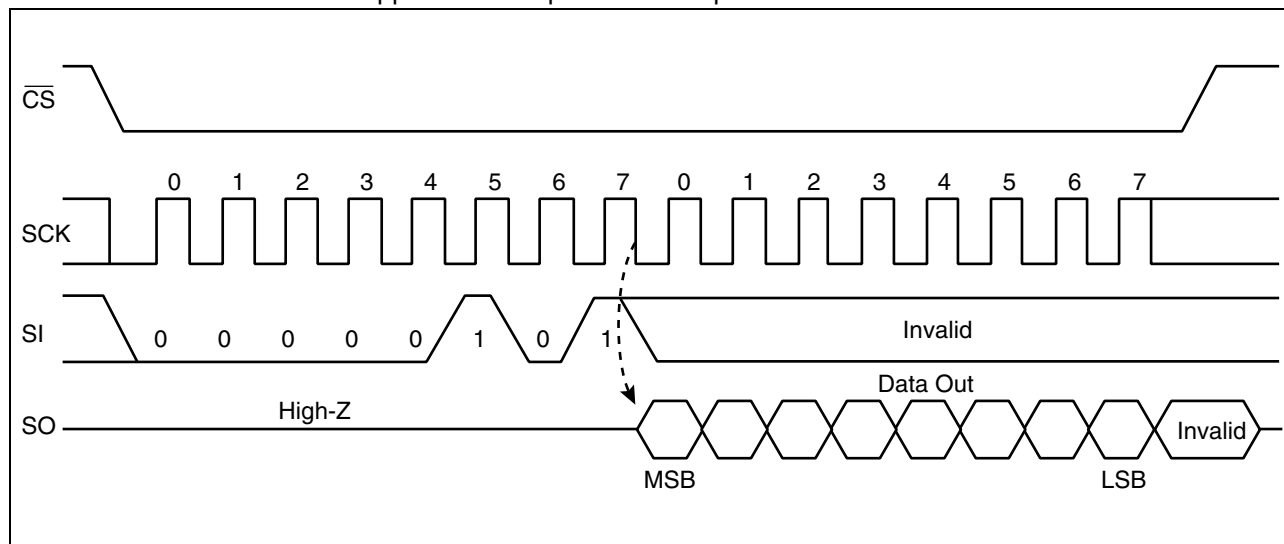 CS
0 1 2 3 4 5 6 7 0 1 2 3 4 5 6 7
SCK
SI
0 0 0 0 0 1 0 1
Invalid
Data Out
High-Z
SO
Invalid
MSB
LSB